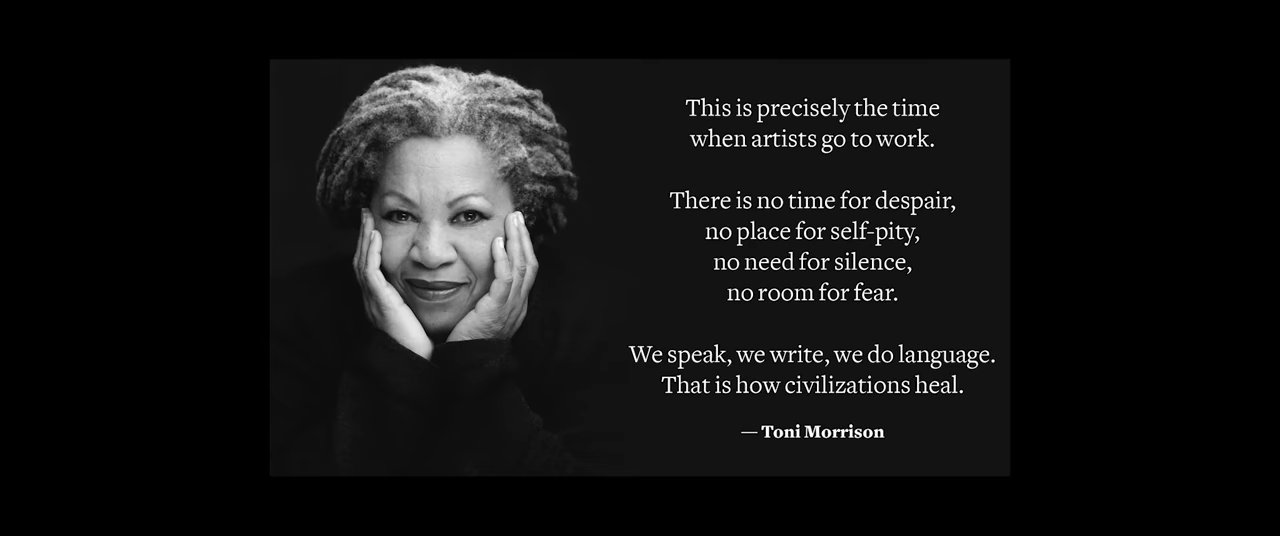 This is precisely the time
when artists go to work.
There is no time for despair,
no place for self-pity,
no need for silence,
no room for fear.
We speak, we write, we do language.
That is how civilizations heal.
— Toni Morrison